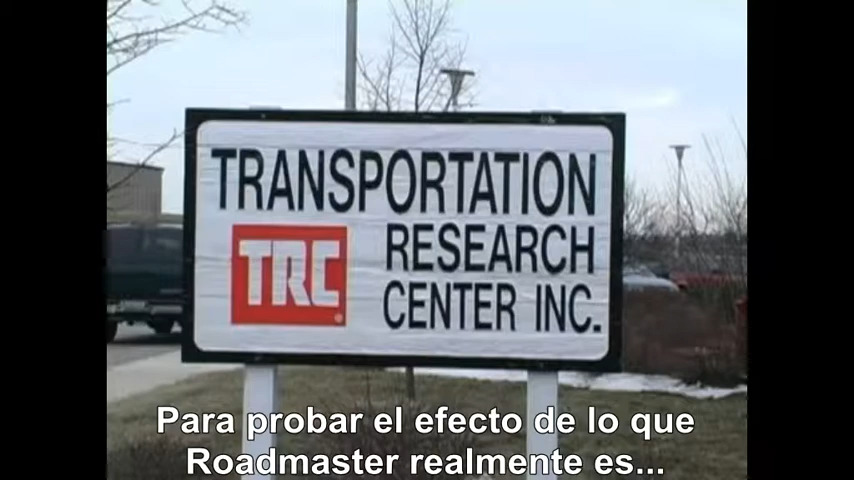 TRANSPORTATION
TRC
RESEARCH
CENTER INC.
Para probar el efecto de lo que
Roadmaster realmente es...